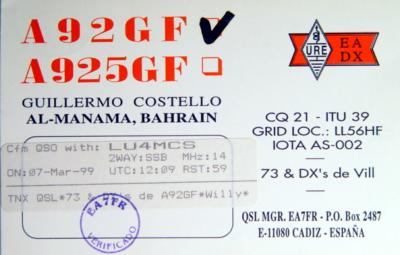 A92GF
A925GF
GUILLERMO COSTELLO
AL-MANAMA, BAHRAIN
URE
EA
DX
CQ 21 - ITU 39
GRID LOC.: LL56HF
IOTA AS-002
73 & DX's de Vill
Cfm QSO with: LU4MCS
2WAY:SSB MHz:14
ON:07-Mar-99 UTC:12:09 RST:59
TNX QSL*73 & DX's de A92GF*Willy*
EA7FR
VERIFICADO
QSL MGR. EA7FR - P.O. Box 2487
E-11080 CADIZ - ESPAÑA